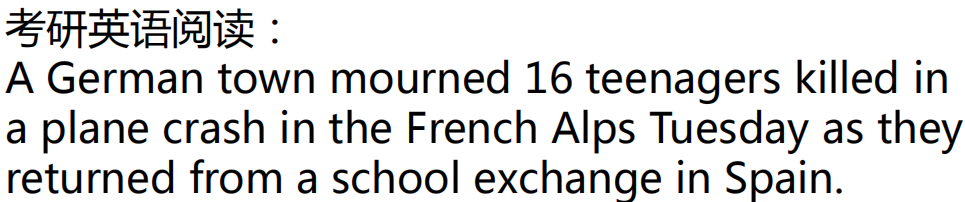 考研英语阅读：
A German town mourned 16 teenagers killed in
a plane crash in the French Alps Tuesday as they
returned from a school exchange in Spain.